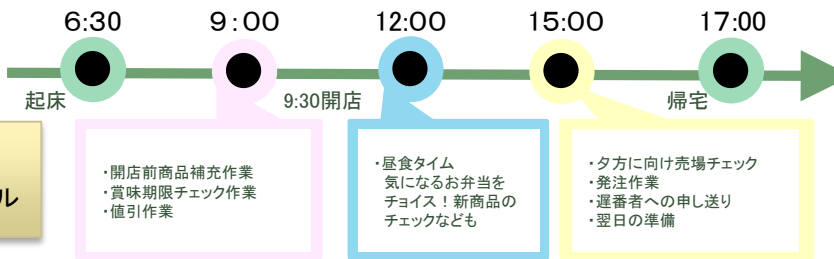 6:30
9:00
12:00
15:00
17:00
起床
9:30開店
帰宅
ル
・開店前商品補充作業
・賞味期限チェック作業
・値引作業
・昼食タイム
気になるお弁当を
チョイス！新商品の
チェックなども
・夕方に向け売場チェック
・発注作業
・遅番者への申し送り
・翌日の準備